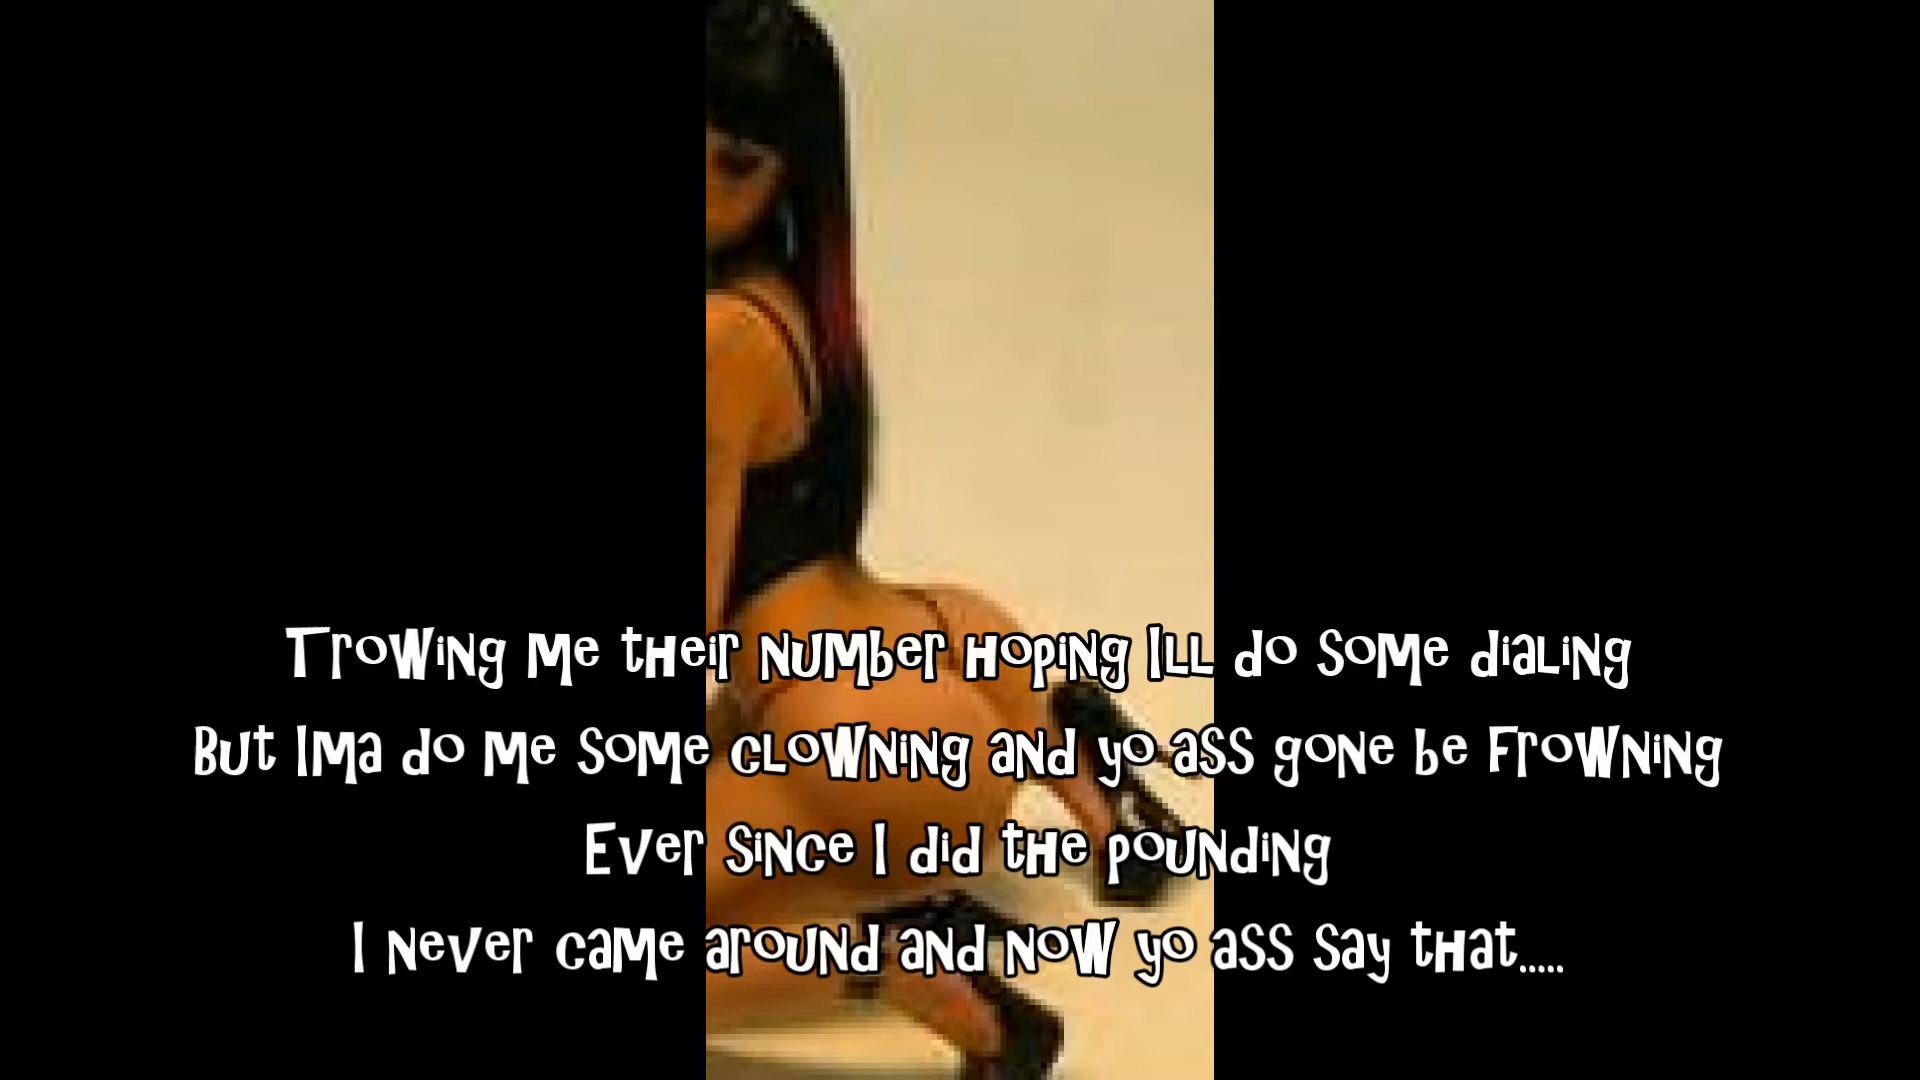 Trowing me their number hoping Ill do some dialing
But Ima do me some clowning and yo ass gone be frowning
Ever since I did the pounding
I never came around and now yo ass say that.....